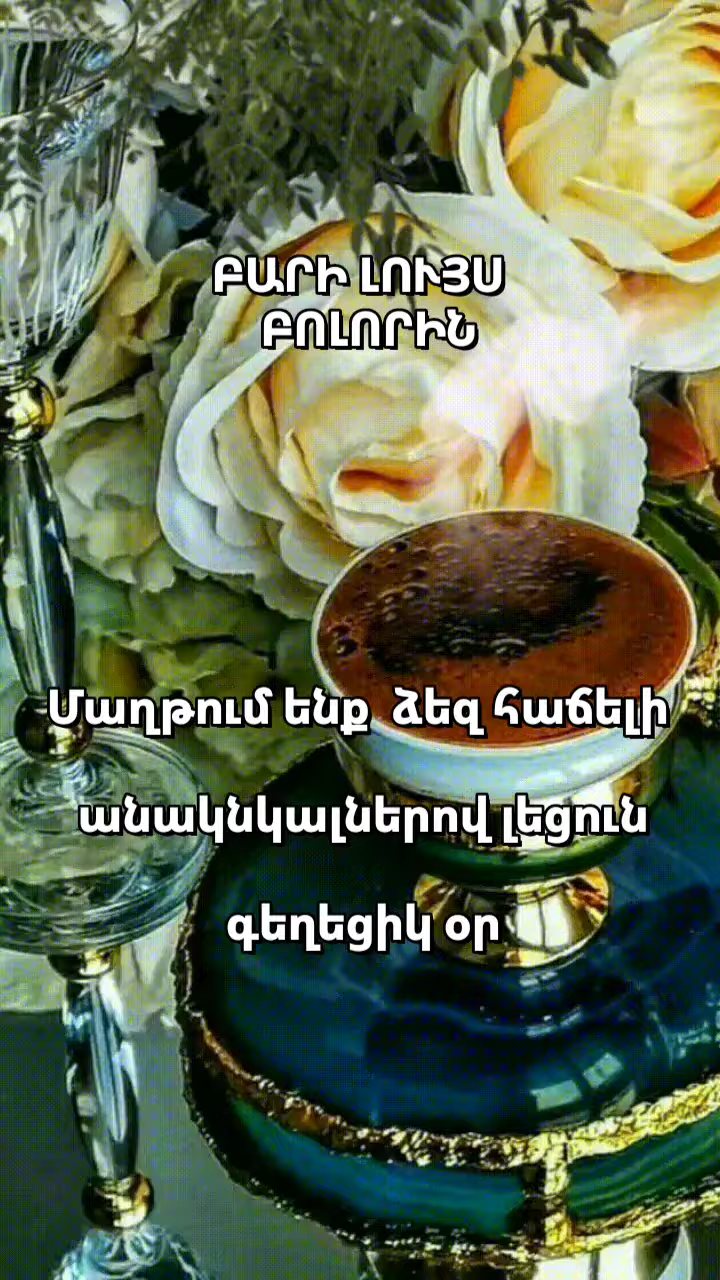 ԲԱՐԻ ԼՈՒՅՍ
ԲՈԼՈՐԻՆ
Մաղթում ենք ձեզ հաճելի
անակնկալներով լեցուն
գեղեցիկ օր